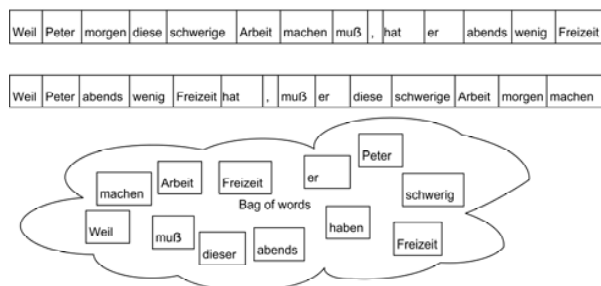 Weil Peter morgen diese schwerige Arbeit machen muß , hat er abends wenig Freizeit
Weil Peter abends wenig Freizeit hat , muß er diese schwerige Arbeit morgen machen
Peter
er
Arbeit
Freizeit
machen
schwerig
Bag of words
haben
Weil
muß
dieser
abends
Freizeit